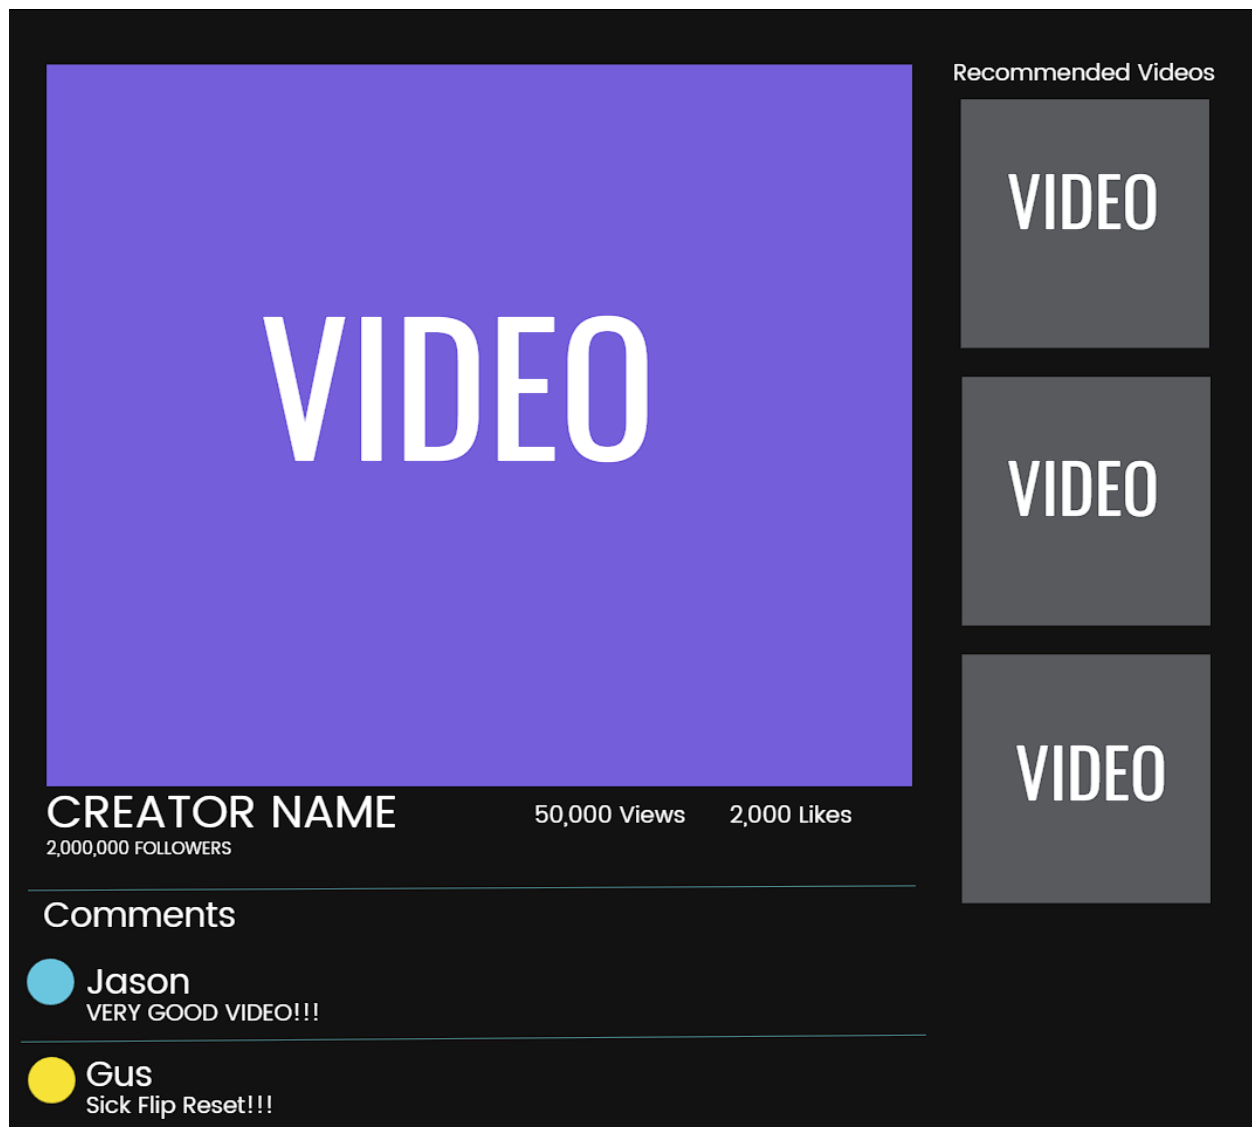 Recommended Videos
VIDEO
VIDEO
VIDEO
VIDEO
CREATOR NAME
50,000 Views
2,000 Likes
2,000,000 FOLLOWERS
Comments
Jason
VERY GOOD VIDEO!!!
Gus
Sick Flip Reset!!!